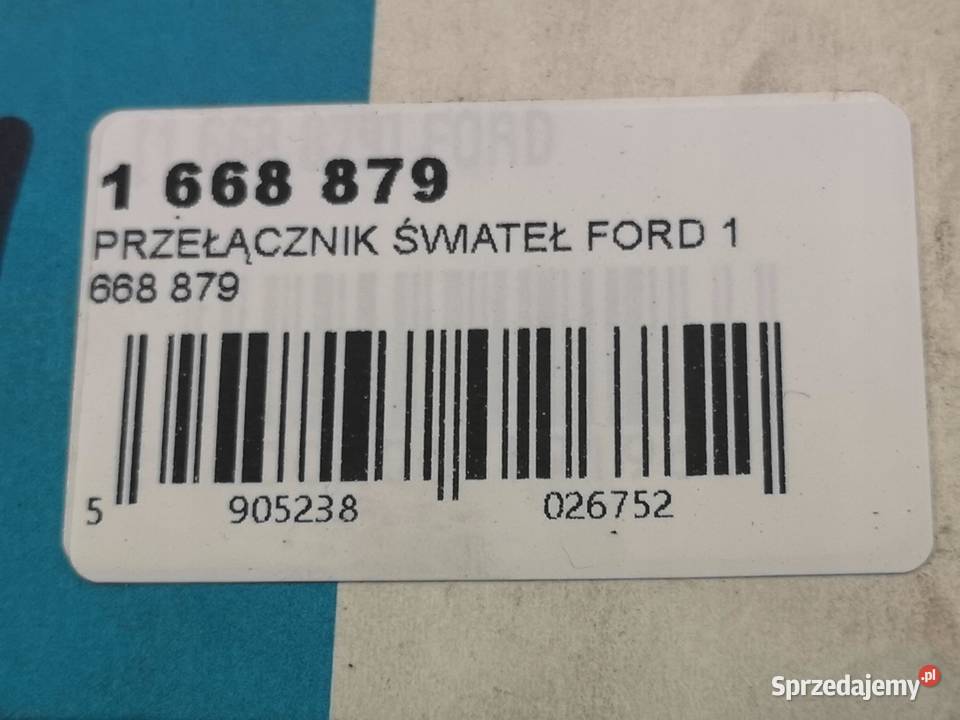 1 668 879
PRZEŁĄCZNIK ŚWIATEŁ FORD 1
668 879
5 905238 026752
Sprzedajemy.pl